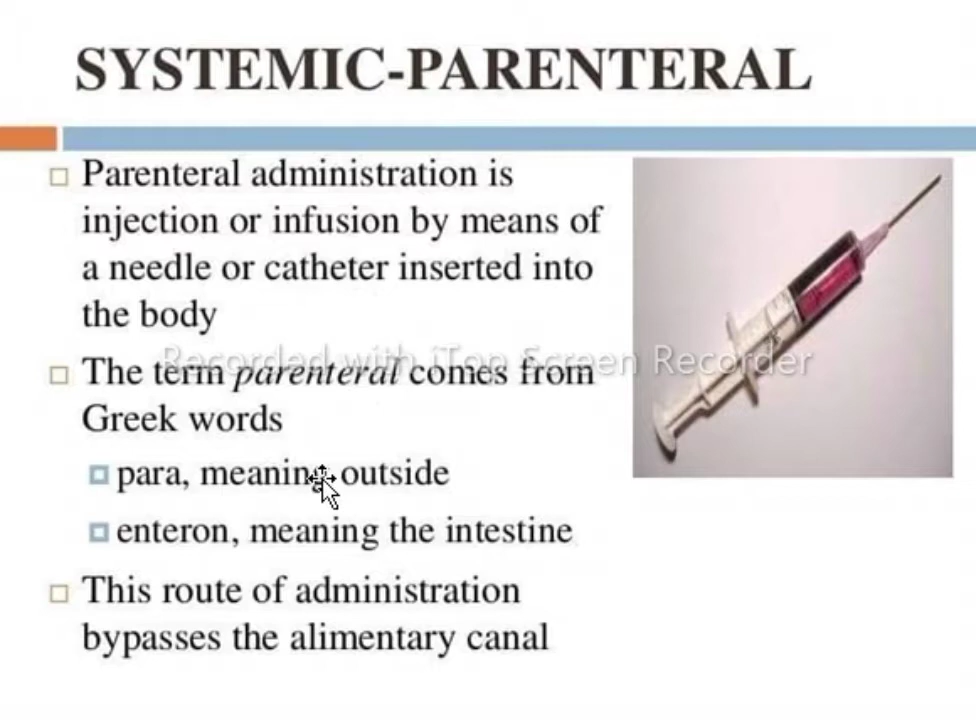 SYSTEMIC-PARENTERAL
Parenteral administration is
injection or infusion by means of
a needle or catheter inserted into
the body
Recorded with iTop Screen Recorder
The term parenteral comes from
Greek words
para, meaning outside
enteron, meaning the intestine
This route of administration
bypasses the alimentary canal